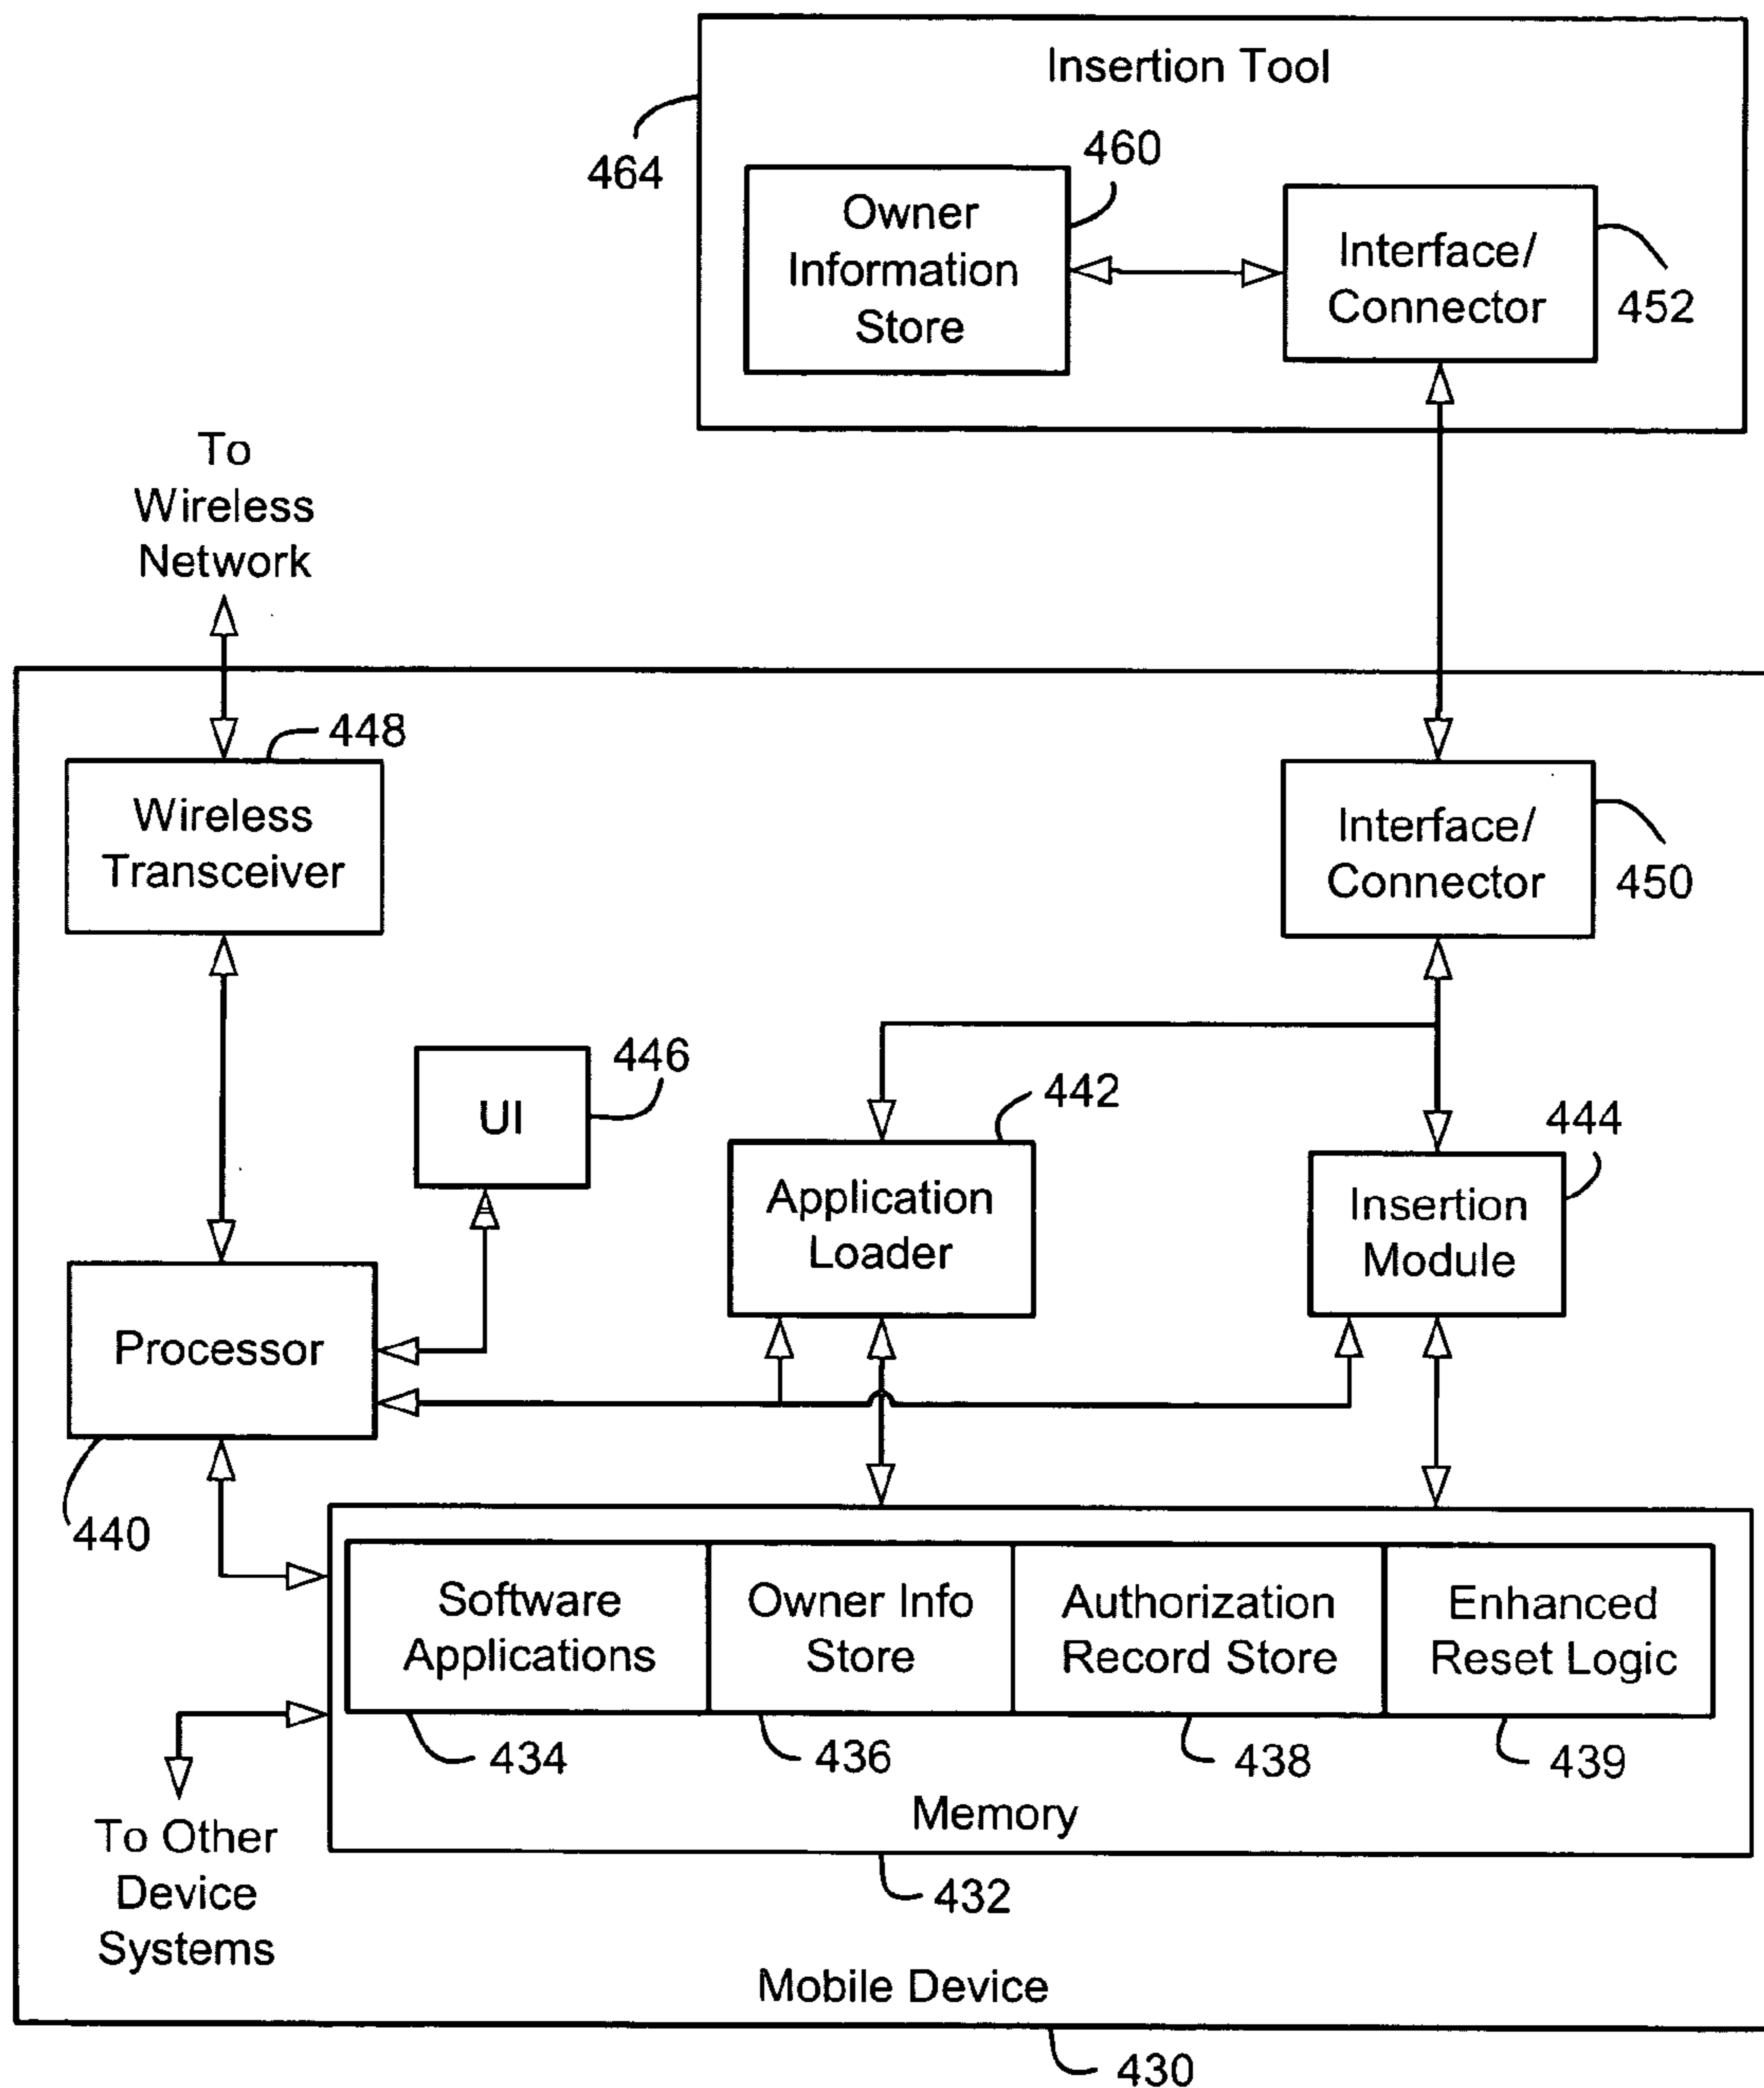 Insertion Tool
464
460
Owner
Information
Store
Interface/
Connector
452
To
Wireless
Network
448
Wireless
Transceiver
Interface/
Connector
450
446
UI
442
Application
Loader
444
Insertion
Module
Processor
440
Software
Applications
Owner Info
Store
Authorization
Record Store
Enhanced
Reset Logic
434
436
438
439
Memory
To Other
Device
Systems
432
Mobile Device
430